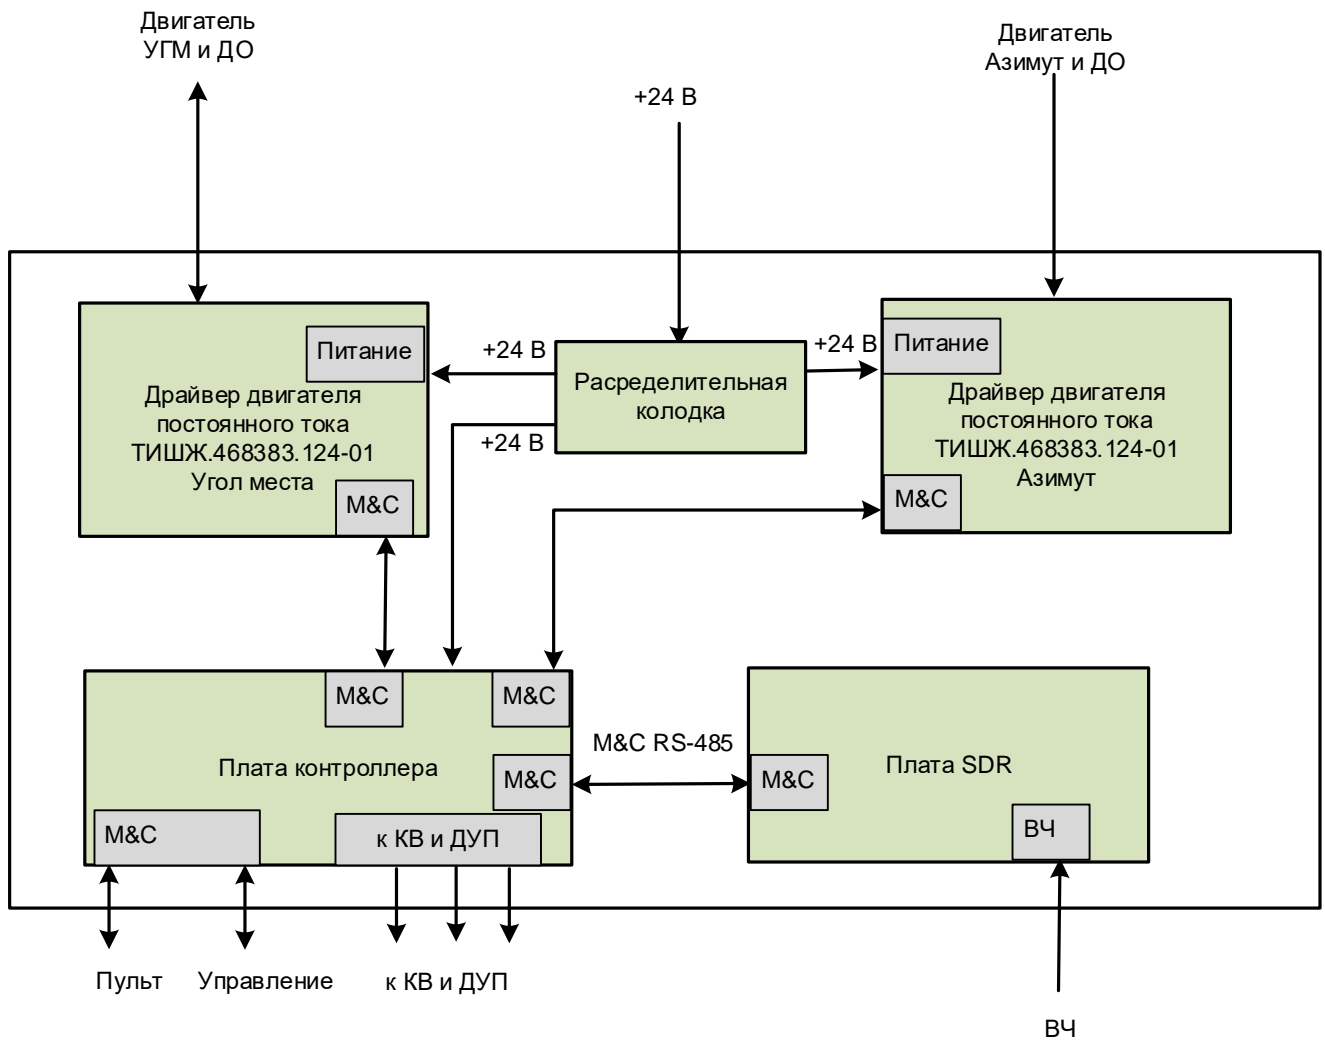 Двигатель
УГМ и ДО
Двигатель
Азимут и ДО
+24 В
Питание
Драйвер двигателя
постоянного тока
ТИШЖ.468383.124-01
Угол места
M&C
+24 В
+24 В
Расределительная
колодка
+24 В
Питание
Драйвер двигателя
постоянного тока
ТИШЖ.468383.124-01
Азимут
M&C
M&C
M&C
Плата контроллера
M&C
M&C
к КВ и ДУП
M&C RS-485
M&C
Плата SDR
ВЧ
Пульт
Управление
к КВ и ДУП
ВЧ